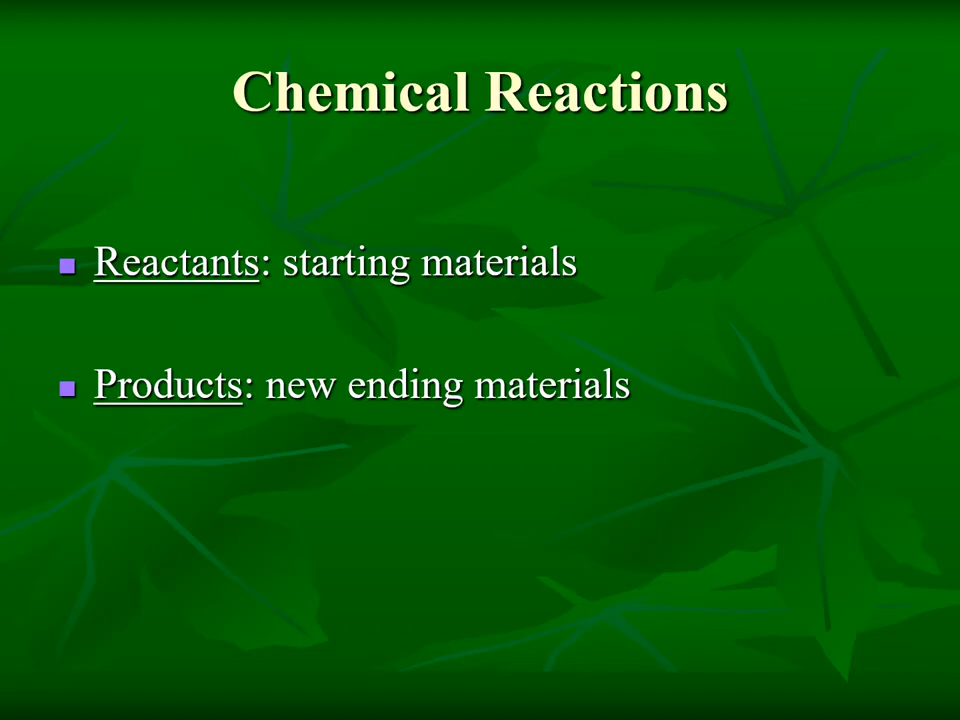 Chemical Reactions
Reactants: starting materials
Products: new ending materials